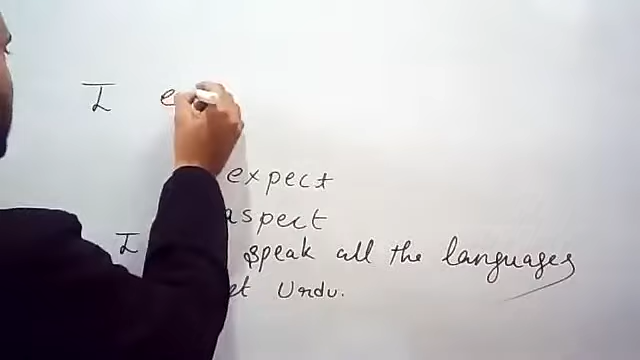 I e
expect
aspect
I speak all the languages
Urdu.